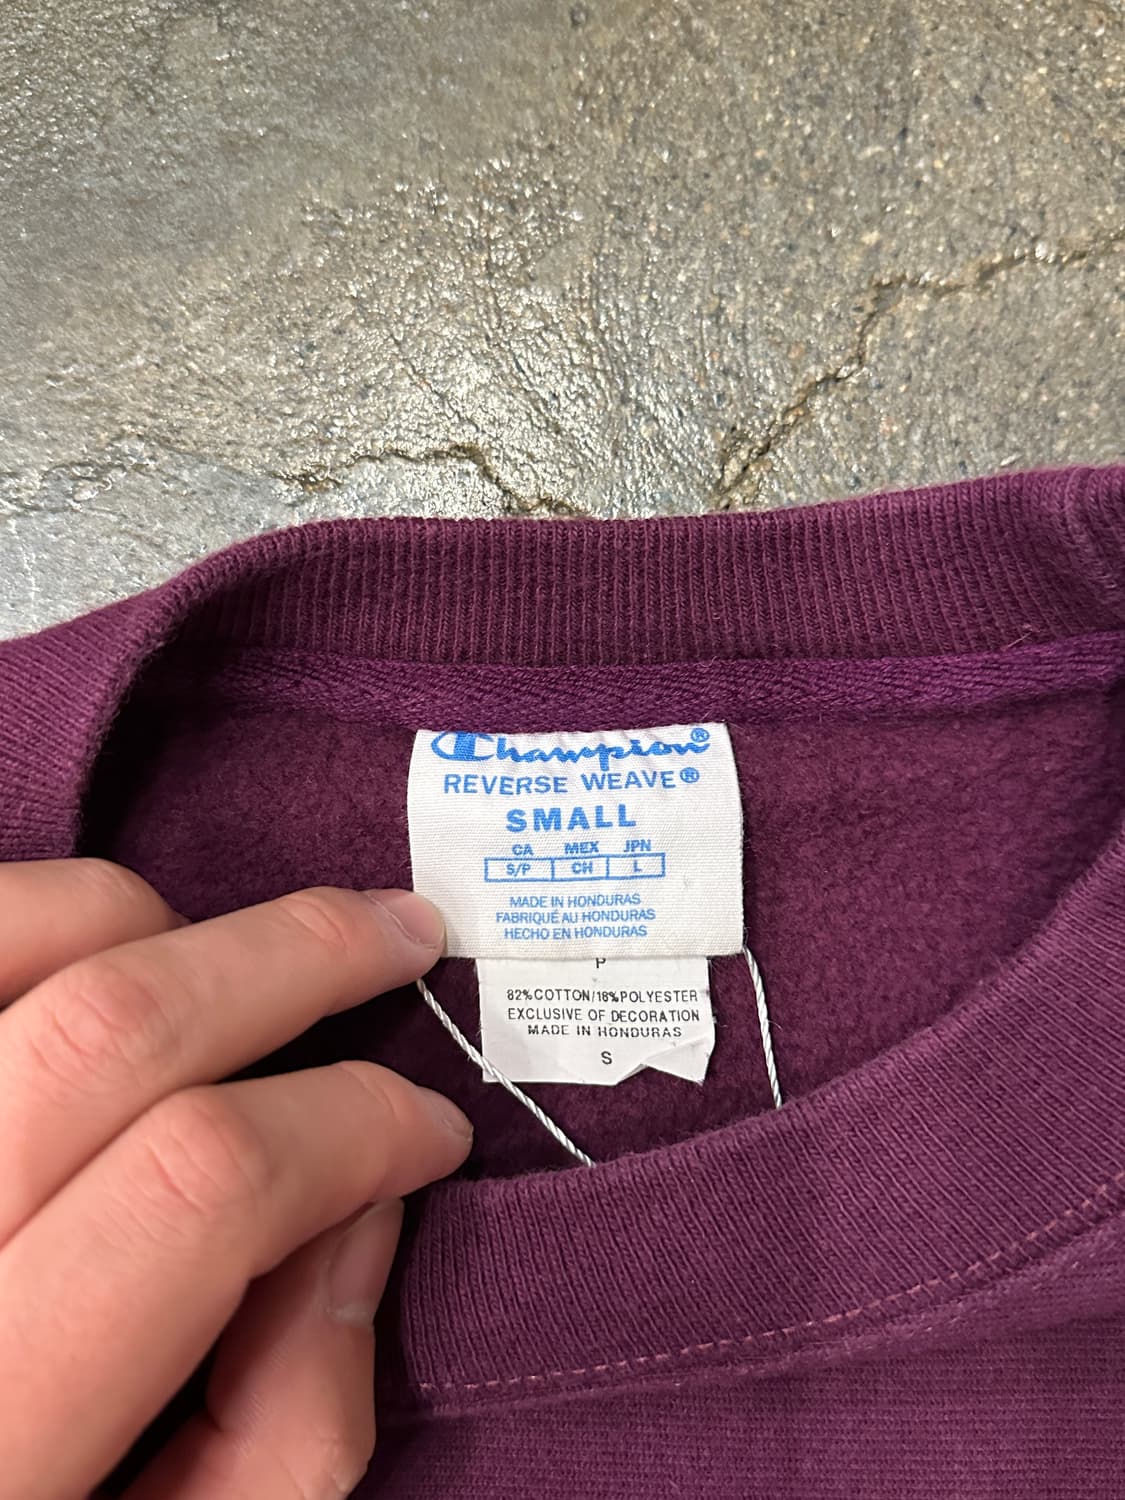 Champion®
REVERSE WEAVE®
SMALL
CA MEX JPN
S/P CH L
MADE IN HONDURAS
FABRIQUÉ AU HONDURAS
HECHO EN HONDURAS
P
82%COTTON/18%POLYESTER
EXCLUSIVE OF DECORATION
MADE IN HONDURAS
S